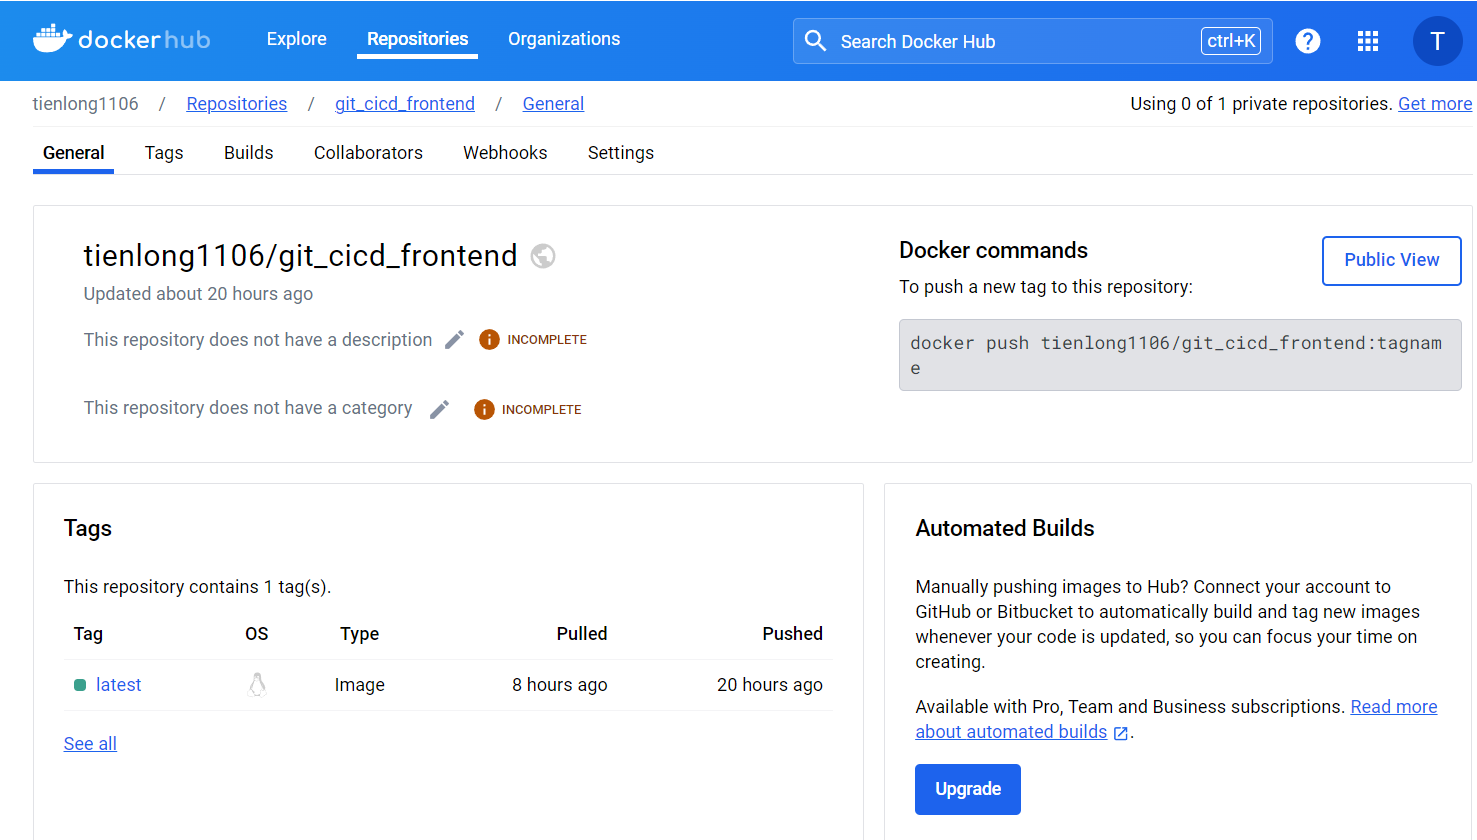 dockerhub Explore Repositories Organizations Search Docker Hub ctrl+K ? T
tienlong1106 / Repositories / git_cicd_frontend / General Using 0 of 1 private repositories. Get more
General Tags Builds Collaborators Webhooks Settings
tienlong1106/git_cicd_frontend
Updated about 20 hours ago
This repository does not have a description i INCOMPLETE
This repository does not have a category i INCOMPLETE
Docker commands
Public View
To push a new tag to this repository:
docker push tienlong1106/git_cicd_frontend:tagnam
e
Tags
This repository contains 1 tag(s).
Tag OS Type Pulled Pushed
latest Image 8 hours ago 20 hours ago
See all
Automated Builds
Manually pushing images to Hub? Connect your account to
GitHub or Bitbucket to automatically build and tag new images
whenever your code is updated, so you can focus your time on
creating.
Available with Pro, Team and Business subscriptions. Read more
about automated builds .
Upgrade